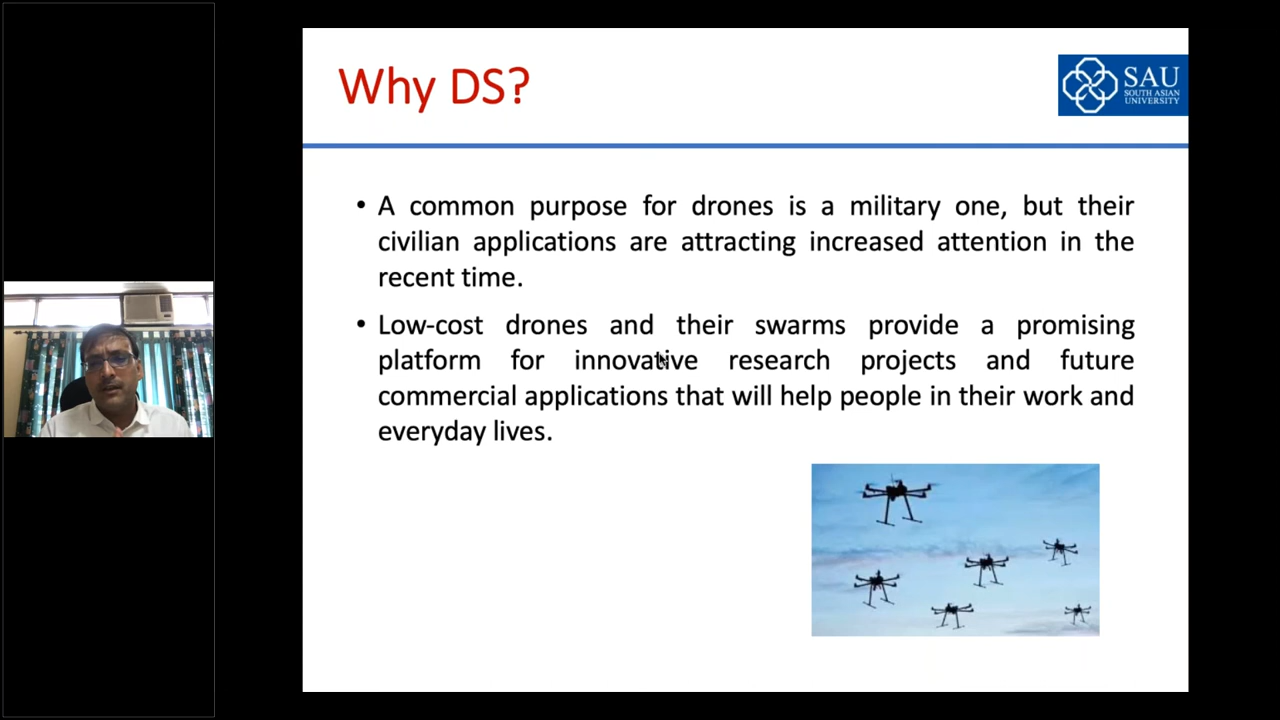 Why DS?
SAU
SOUTH ASIAN
UNIVERSITY
• A common purpose for drones is a military one, but their
civilian applications are attracting increased attention in the
recent time.
• Low-cost drones and their swarms provide a promising
platform for innovative research projects and future
commercial applications that will help people in their work and
everyday lives.